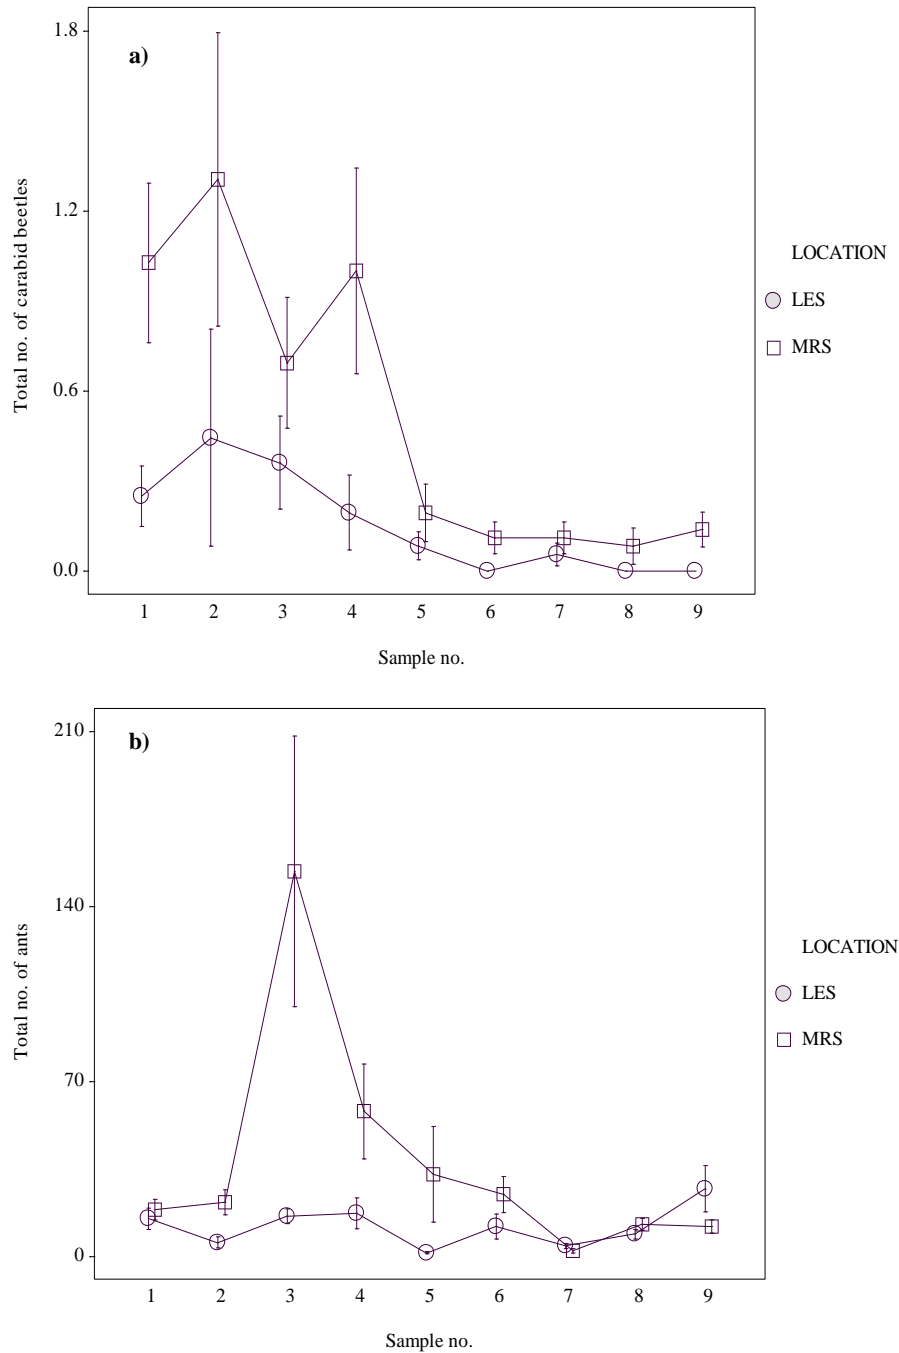 a)
1.8
1.2
0.6
0.0
Total no. of carabid beetles
1 2 3 4 5 6 7 8 9
Sample no.
LOCATION
LES
MRS
b)
210
140
70
0
Total no. of ants
1 2 3 4 5 6 7 8 9
Sample no.
LOCATION
LES
MRS